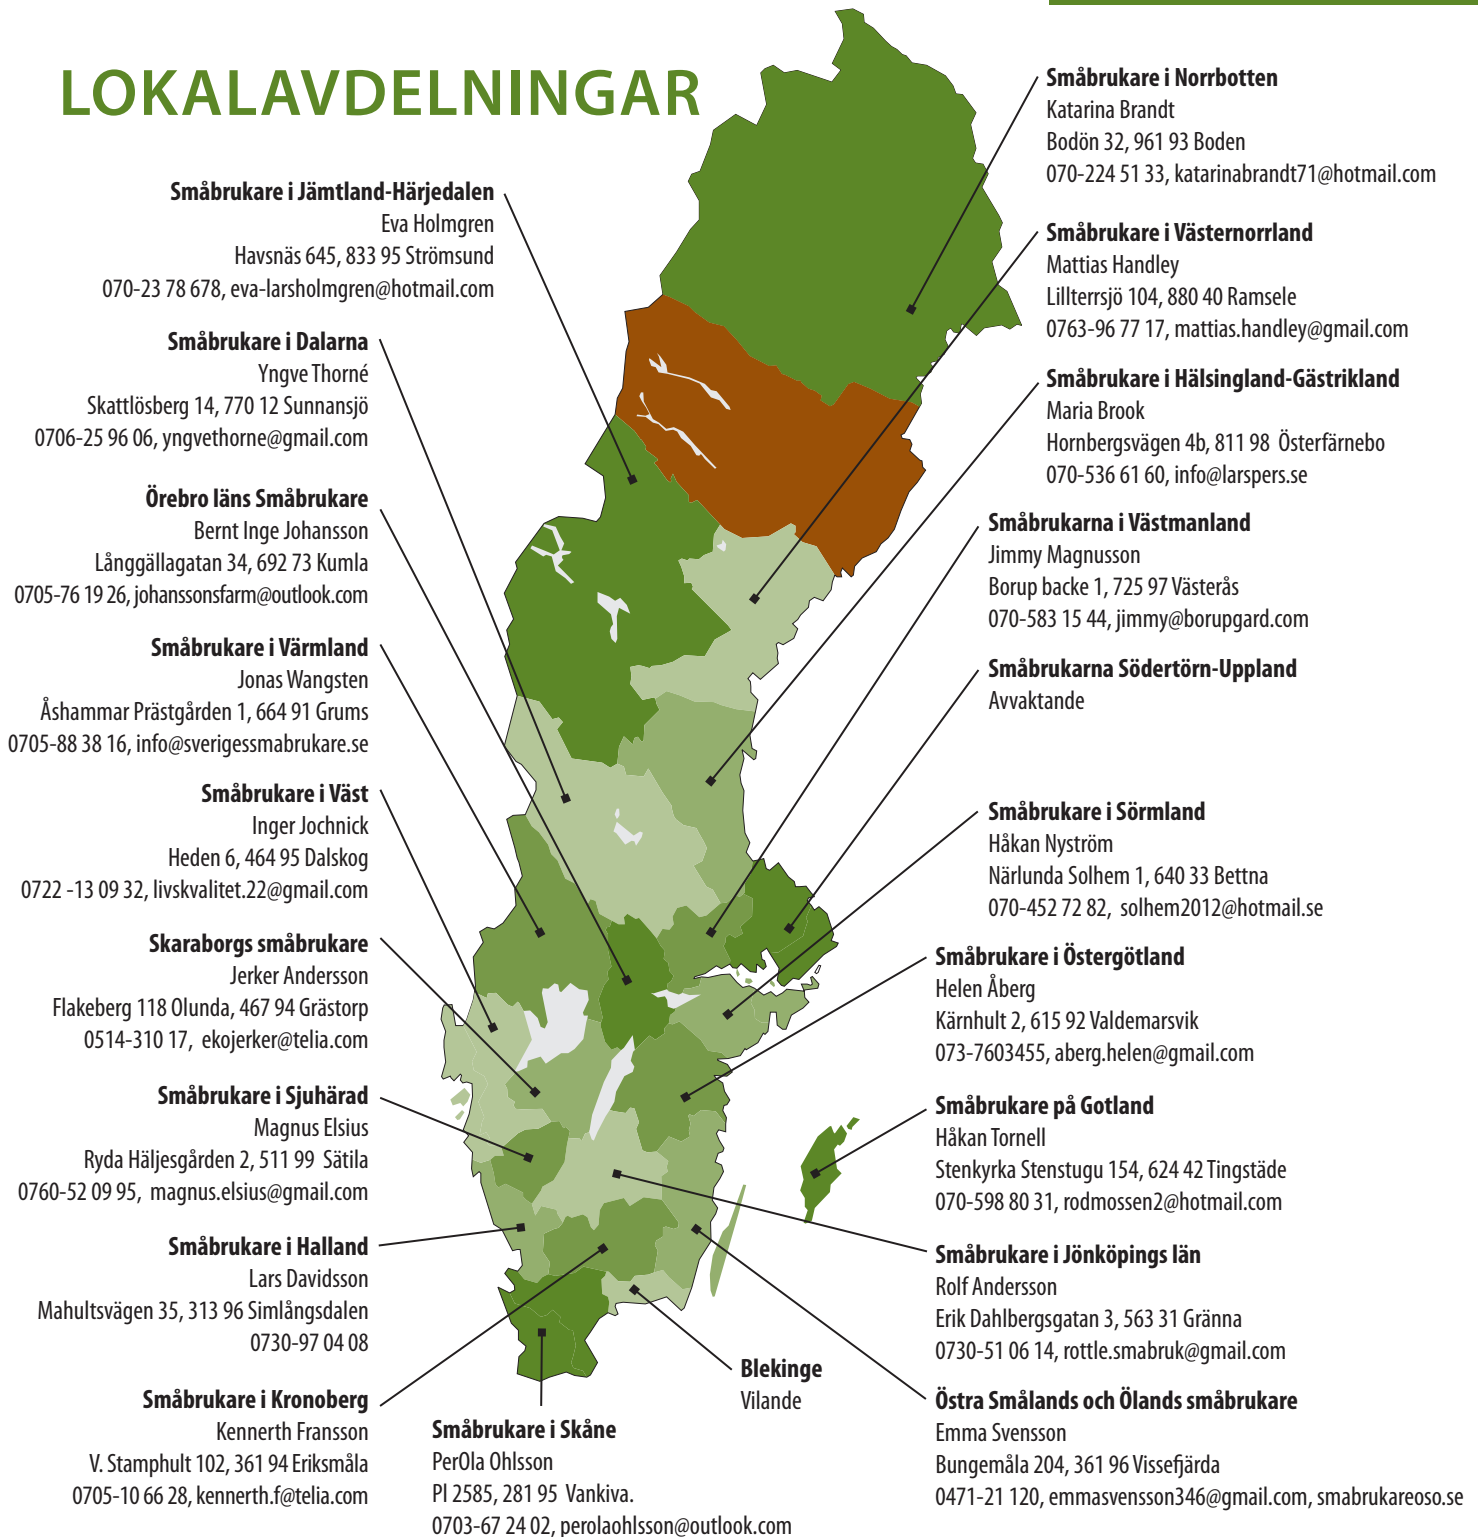 LOKALAVDELNINGAR
Småbrukare i Jämtland-Härjedalen
Eva Holmgren
Havsnäs 645, 833 95 Strömsund
070-23 78 678, eva-larsholmgren@hotmail.com
Småbrukare i Dalarna
Yngve Thorné
Skattlösberg 14, 770 12 Sunnansjö
0706-25 96 06, yngvethorne@gmail.com
Örebro läns Småbrukare
Bernt Inge Johansson
Långgällagatan 34, 692 73 Kumla
0705-76 19 26, johanssonsfarm@outlook.com
Småbrukare i Värmland
Jonas Wangsten
Åshammar Prästgården 1, 664 91 Grums
0705-88 38 16, info@sverigessmabrukare.se
Småbrukare i Väst
Inger Jochnick
Heden 6, 464 95 Dalskog
0722 -13 09 32, livskvalitet.22@gmail.com
Skaraborgs småbrukare
Jerker Andersson
Flakeberg 118 Olunda, 467 94 Grästorp
0514-310 17, ekojerker@telia.com
Småbrukare i Sjuhärad
Magnus Elsius
Ryda Häljesgården 2, 511 99 Sätila
0760-52 09 95, magnus.elsius@gmail.com
Småbrukare i Halland
Lars Davidsson
Mahultsvägen 35, 313 96 Simlångsdalen
0730-97 04 08
Småbrukare i Kronoberg
Kennerth Fransson
V. Stamphult 102, 361 94 Eriksmåla
0705-10 66 28, kennerth.f@telia.com
Småbrukare i Skåne
PerOla Ohlsson
Pl 2585, 281 95 Vankiva.
0703-67 24 02, perolaohlsson@outlook.com
Blekinge
Vilande
Småbrukare i Norrbotten
Katarina Brandt
Bodön 32, 961 93 Boden
070-224 51 33, katarinabrandt71@hotmail.com
Småbrukare i Västernorrland
Mattias Handley
Lillterrsjö 104, 880 40 Ramsele
0763-96 77 17, mattias.handley@gmail.com
Småbrukare i Hälsingland-Gästrikland
Maria Brook
Hornbergsvägen 4b, 811 98 Österfärnebo
070-536 61 60, info@larspers.se
Småbrukarna i Västmanland
Jimmy Magnusson
Borup backe 1, 725 97 Västerås
070-583 15 44, jimmy@borupgard.com
Småbrukarna Södertörn-Uppland
Avvaktande
Småbrukare i Sörmland
Håkan Nyström
Närlunda Solhem 1, 640 33 Bettna
070-452 72 82, solhem2012@hotmail.se
Småbrukare i Östergötland
Helen Åberg
Kärnhult 2, 615 92 Valdemarsvik
073-7603455, aberg.helen@gmail.com
Småbrukare på Gotland
Håkan Tornell
Stenkyrka Stenstugu 154, 624 42 Tingstäde
070-598 80 31, rodmossen2@hotmail.com
Småbrukare i Jönköpings län
Rolf Andersson
Erik Dahlbergsgatan 3, 563 31 Gränna
0730-51 06 14, rottle.smabruk@gmail.com
Östra Smålands och Ölands småbrukare
Emma Svensson
Bungemåla 204, 361 96 Vissefjärda
0471-21 120, emmasvensson346@gmail.com, smabrukareoso.se